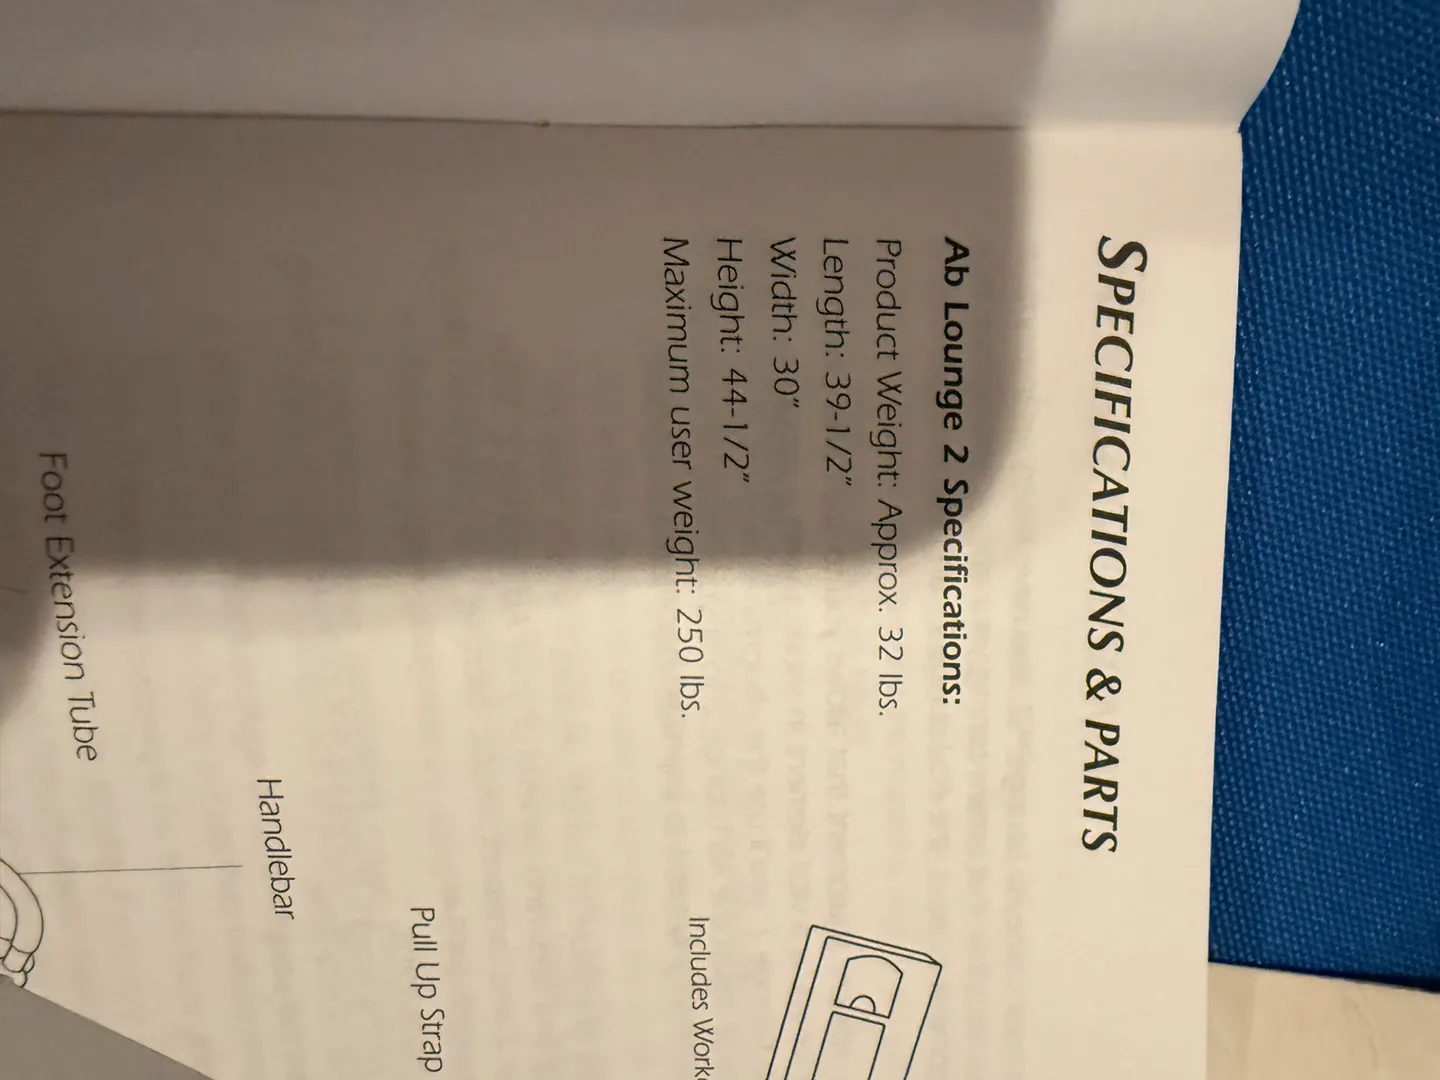 SPECIFICATIONS & PARTS
Ab Lounge 2 Specifications:
Product Weight: Approx. 32 lbs.
Length: 39-1/2”
Width: 30”
Height: 44-1/2”
Maximum user weight: 250 lbs.
Includes
Pull Up Strap
Handlebar
Foot Extension Tube